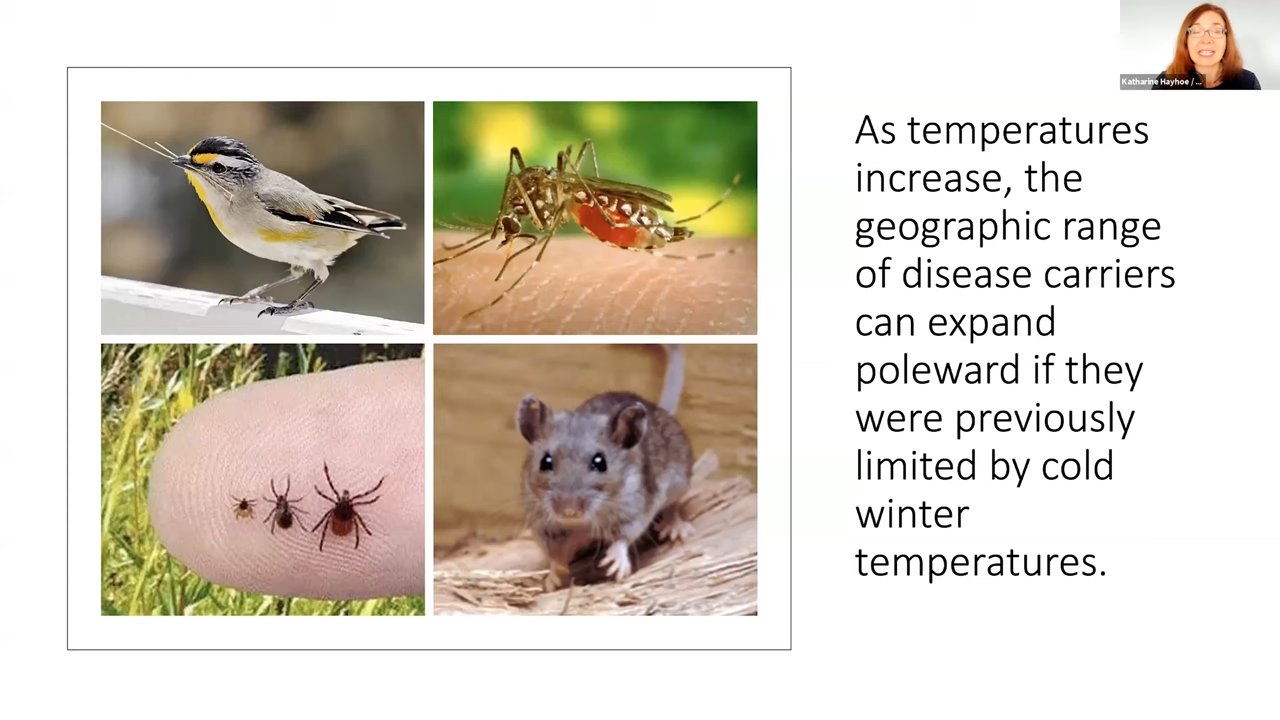 Katharine Hayhoe / ...
As temperatures
increase, the
geographic range
of disease carriers
can expand
poleward if they
were previously
limited by cold
winter
temperatures.